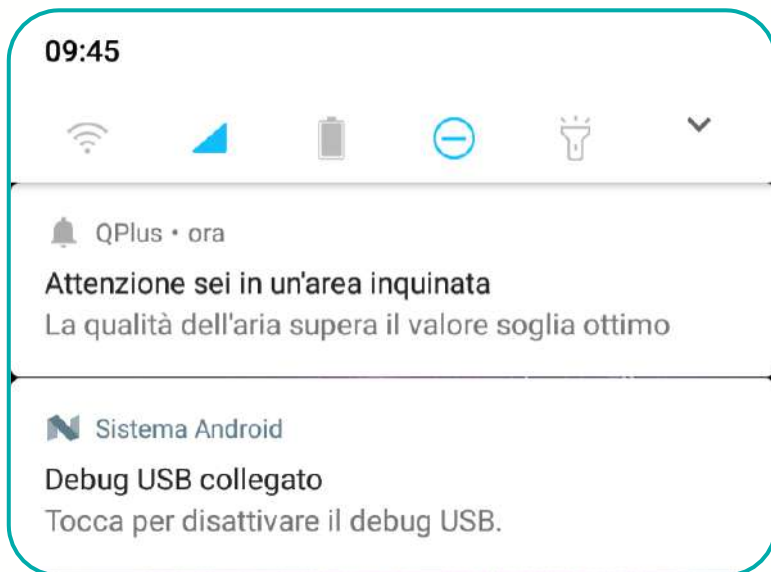 09:45
QPlus • ora
Attenzione sei in un'area inquinata
La qualità dell'aria supera il valore soglia ottimo
Sistema Android
Debug USB collegato
Tocca per disattivare il debug USB.